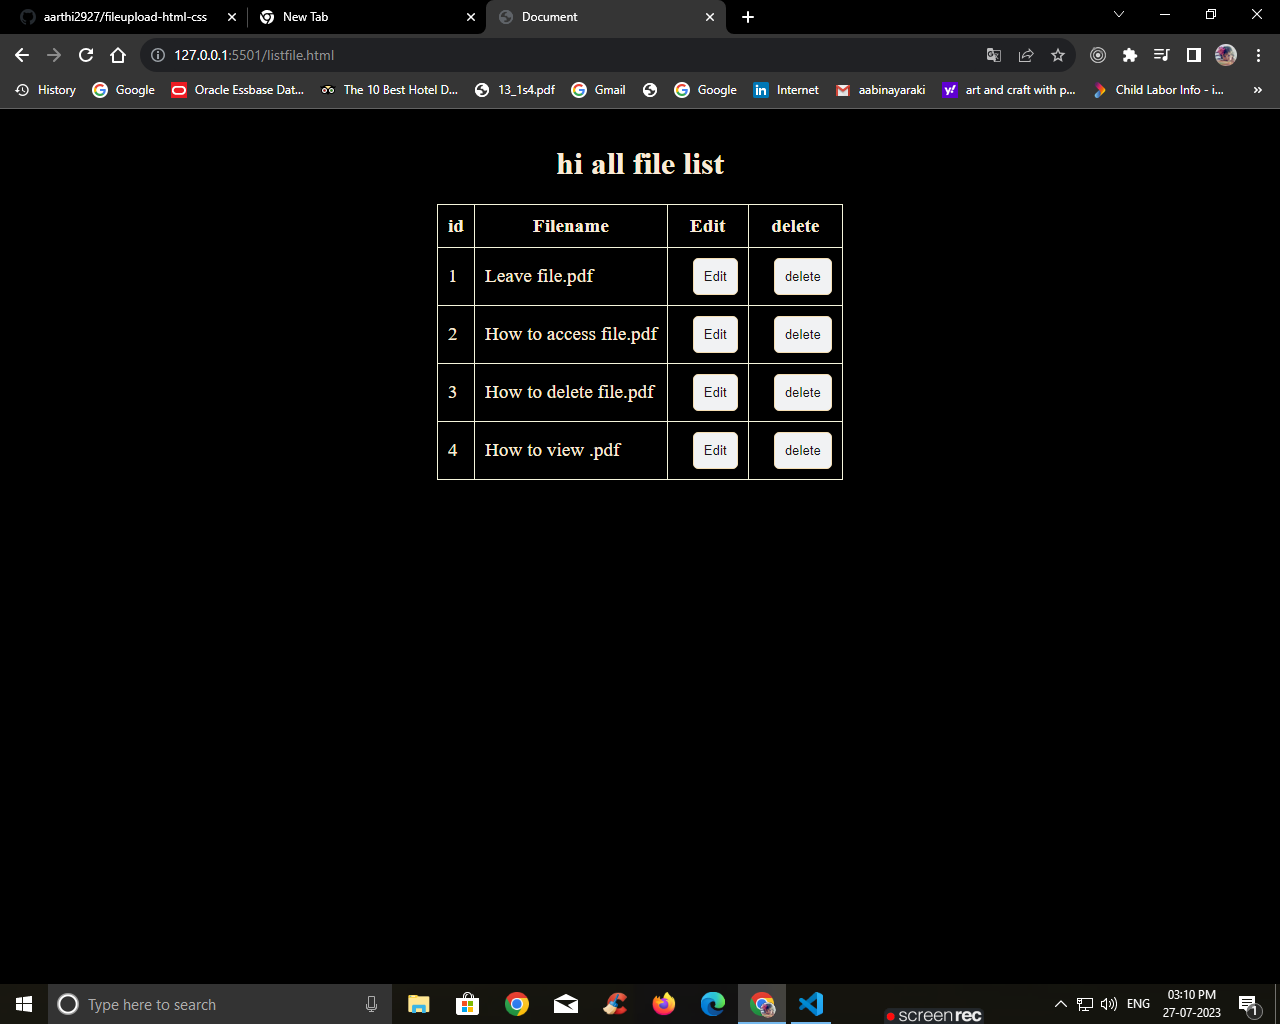 aarthi2927/fileupload-html-css
New Tab
Document
127.0.0.1:5501/listfile.html
History
Google
Oracle Essbase Dat...
The 10 Best Hotel D...
13_1s4.pdf
Gmail
Google
Internet
aabinayaraki
art and craft with p...
Child Labor Info - i...
»
hi all file list
id Filename Edit delete
1 Leave file.pdf Edit delete
2 How to access file.pdf Edit delete
3 How to delete file.pdf Edit delete
4 How to view .pdf Edit delete
Type here to search
screenrec
ENG
03:10 PM
27-07-2023
1